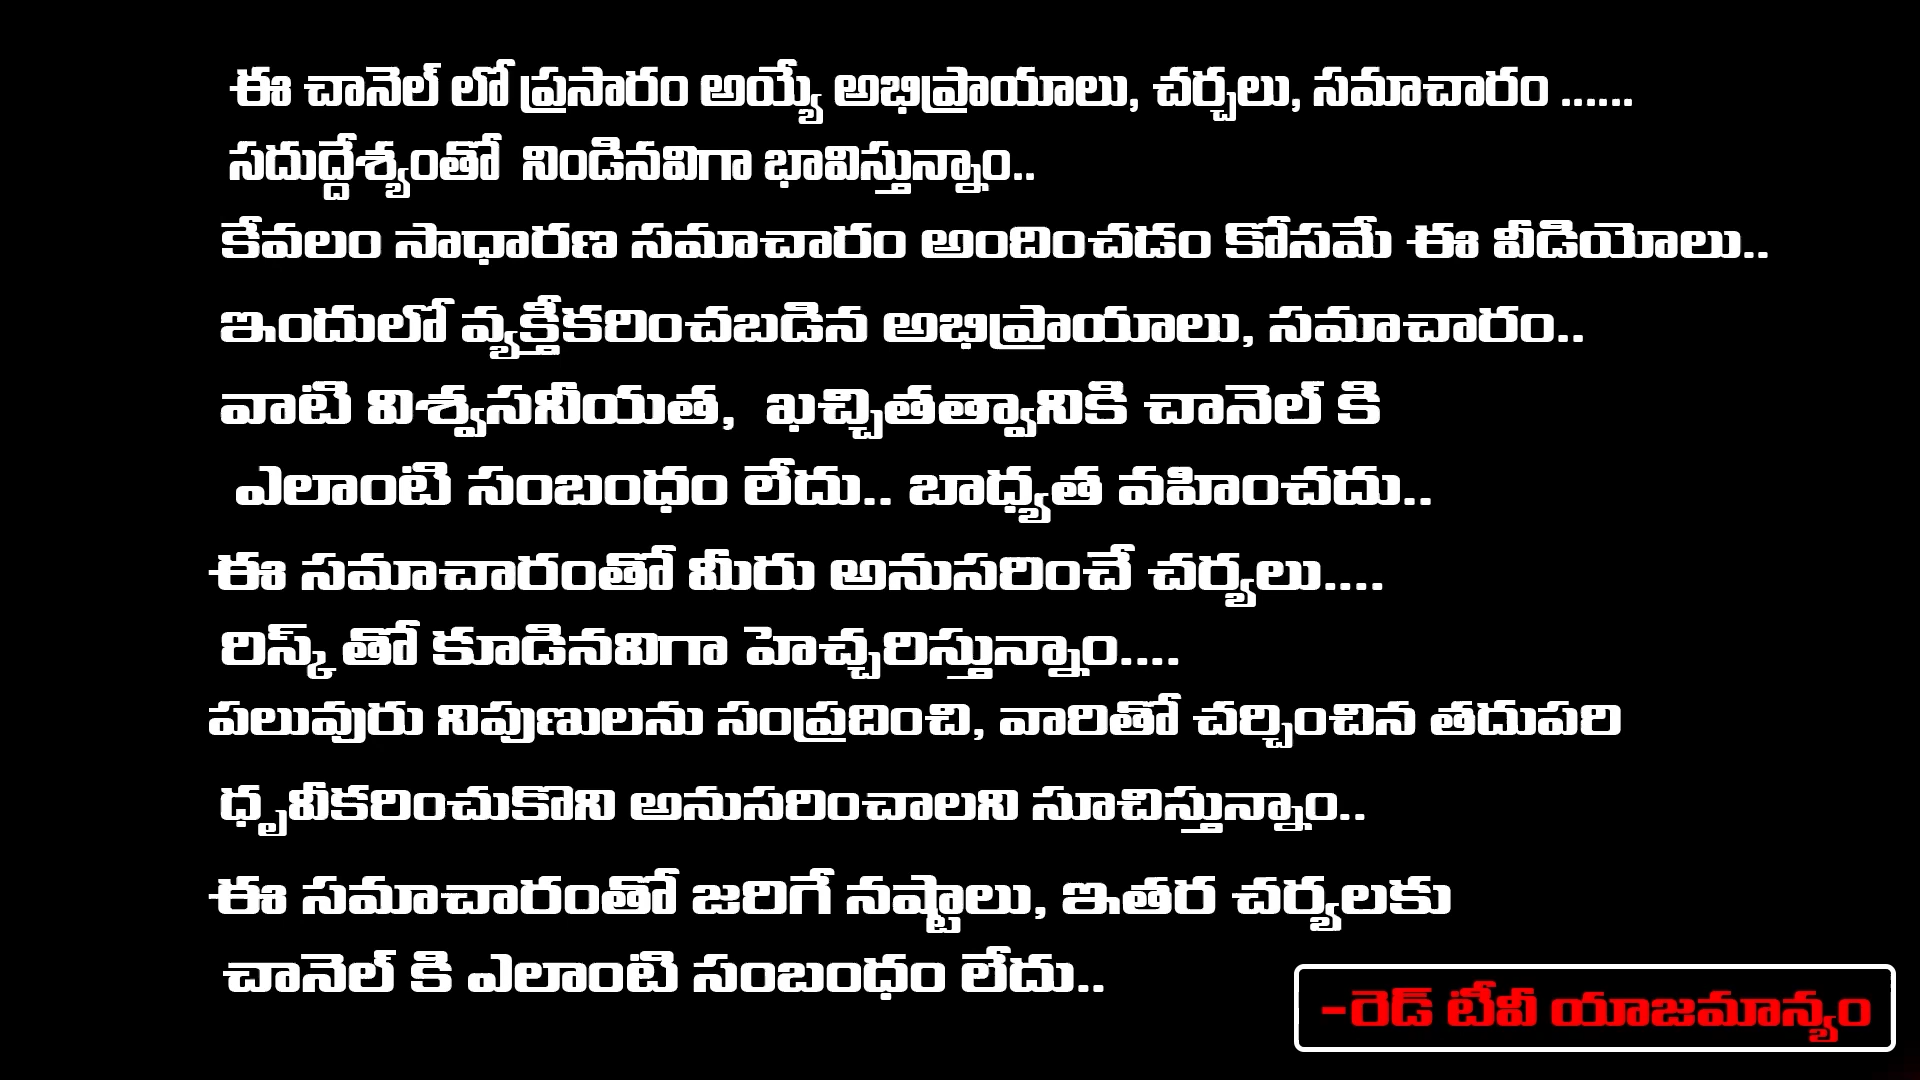 ఈ చానెల్ లో ప్రసారం అయ్యే అభిప్రాయాలు, చర్చలు, సమాచారం ......
సదుద్దేశ్యంతో నిండినవిగా భావిస్తున్నాం..
కేవలం సాధారణ సమాచారం అందించడం కోసమే ఈ వీడియోలు..
ఇందులో వ్యక్తీకరించబడిన అభిప్రాయాలు, సమాచారం..
వాటి విశ్వసనీయత, ఖచ్చితత్వానికి చానెల్ కి
ఎలాంటి సంబంధం లేదు.. బాధ్యత వహించదు..
ఈ సమాచారంతో మీరు అనుసరించే చర్యలు....
రిస్క్ తో కూడినవిగా హెచ్చరిస్తున్నాం....
పలువురు నిపుణులను సంప్రదించి, వారితో చర్చించిన తదుపరి
ధృవీకరించుకొని అనుసరించాలని సూచిస్తున్నాం..
ఈ సమాచారంతో జరిగే నష్టాలు, ఇతర చర్యలకు
చానెల్ కి ఎలాంటి సంబంధం లేదు..
-రెడ్ టీవీ యాజమాన్యం